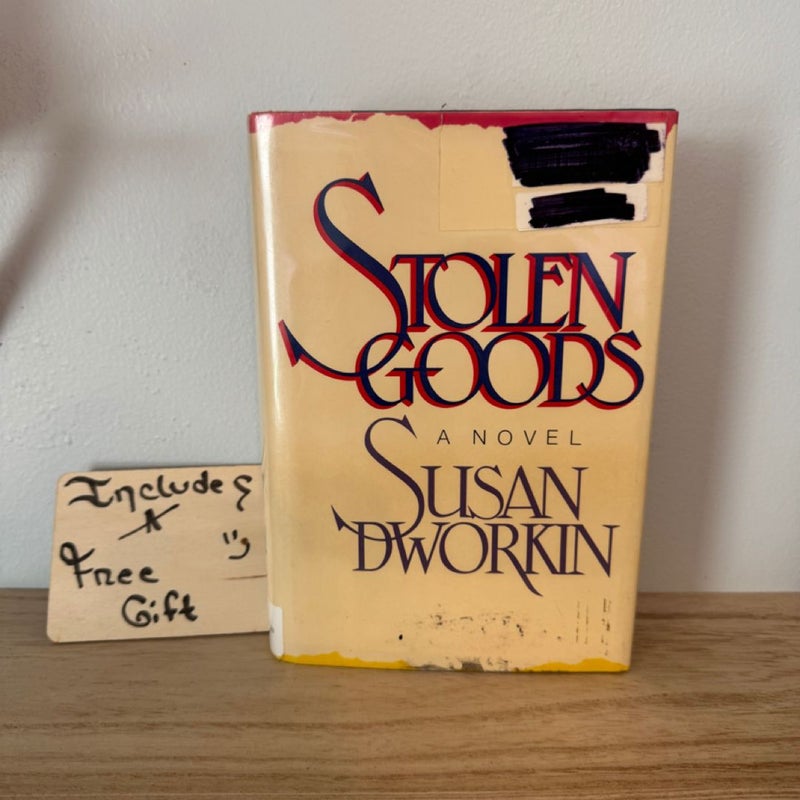 STOLEN
GOODS
A NOVEL
SUSAN
DWORKIN
Includes
A
Free
Gift